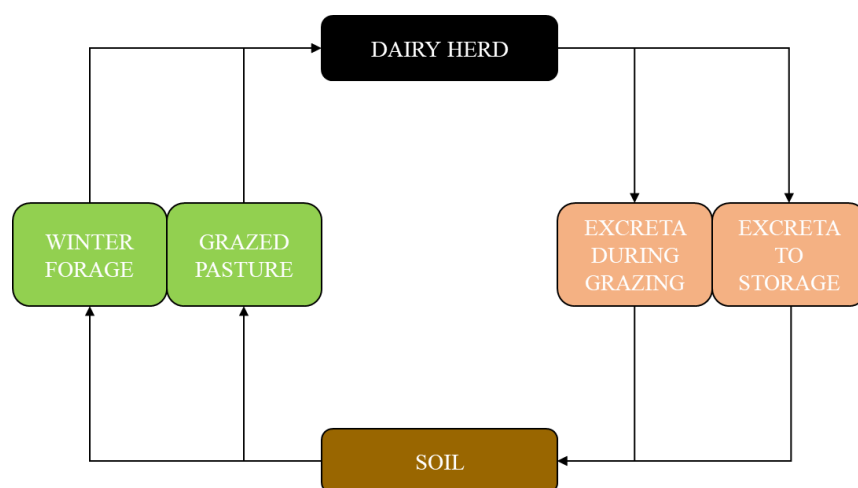 DAIRY HERD
WINTER
FORAGE
GRAZED
PASTURE
EXCRETA
DURING
GRAZING
EXCRETA
TO
STORAGE
SOIL